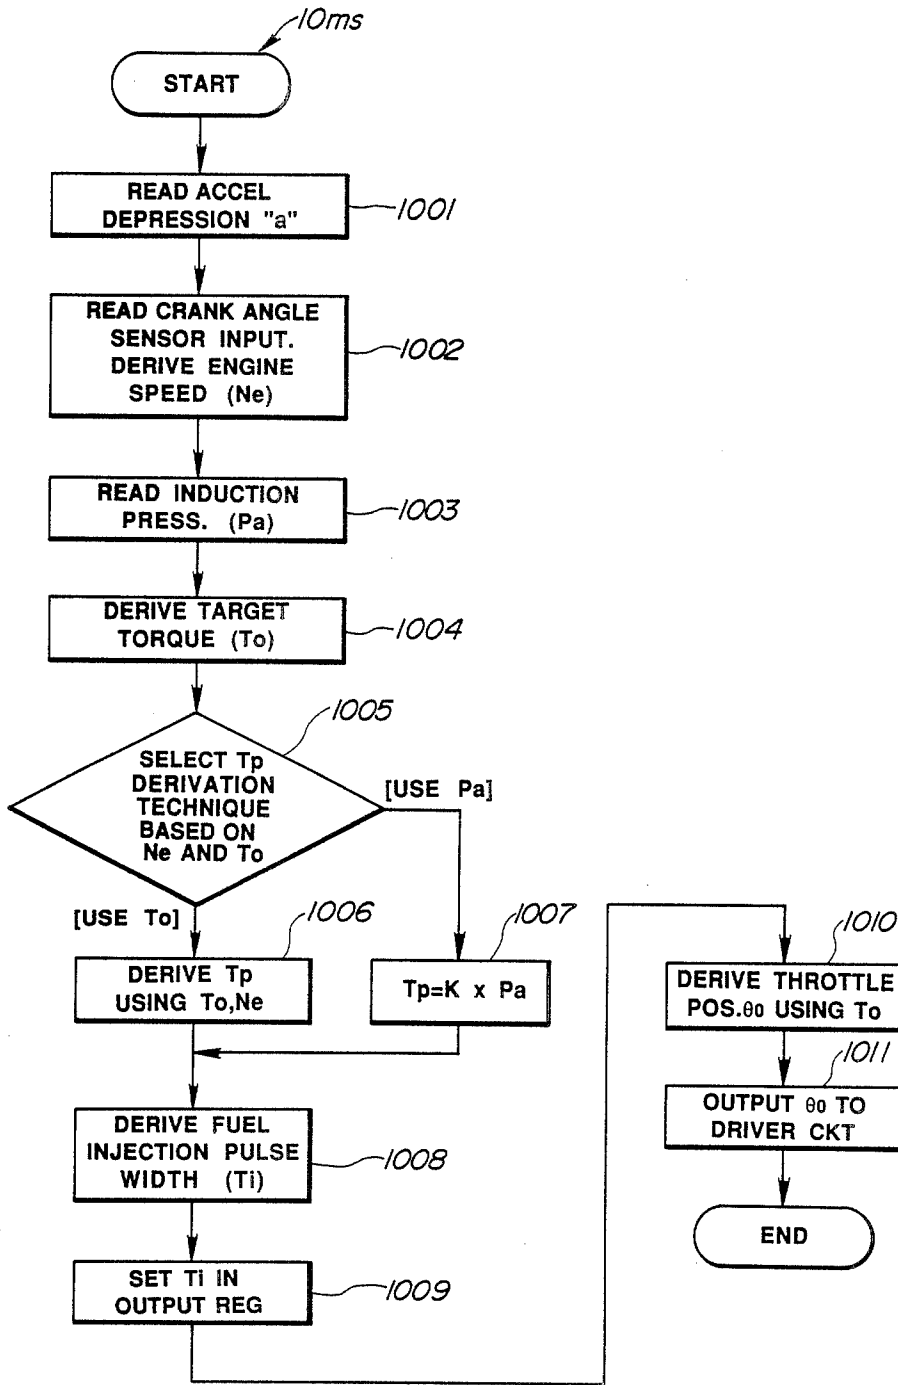 10ms
START
READ ACCEL
DEPRESSION "a"
1001
READ CRANK ANGLE
SENSOR INPUT.
DERIVE ENGINE
SPEED (Ne)
1002
READ INDUCTION
PRESS. (Pa)
1003
DERIVE TARGET
TORQUE (To)
1004
1005
SELECT Tp
DERIVATION
TECHNIQUE
BASED ON
Ne AND To
[USE Pa]
[USE To]
1006
DERIVE Tp
USING To,Ne
1007
Tp=K x Pa
DERIVE FUEL
INJECTION PULSE
WIDTH (Ti)
1008
SET Ti IN
OUTPUT REG
1009
1010
DERIVE THROTTLE
POS.θ0 USING To
1011
OUTPUT θ0 TO
DRIVER CKT
END